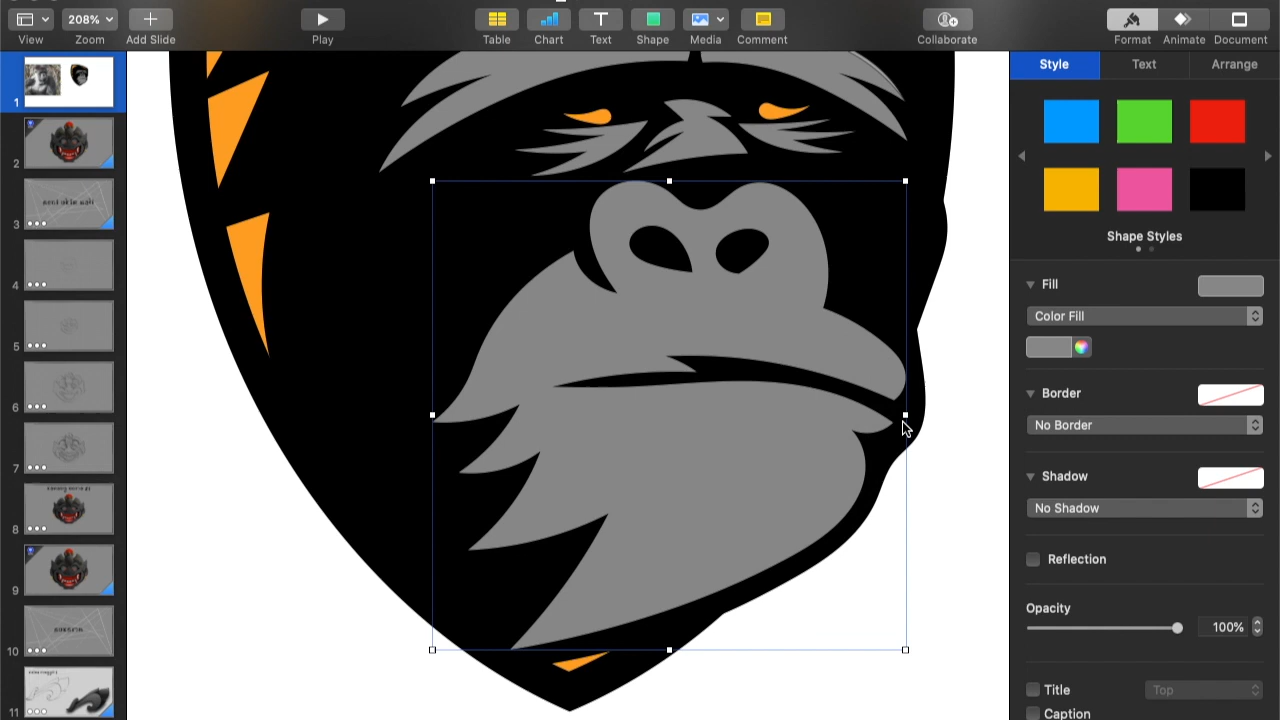 208%
View
Zoom
Add Slide
Play
Table
Chart
Text
Shape
Media
Comment
Collaborate
Format
Animate
Document
Style
Text
Arrange
Shape Styles
Fill
Color Fill
Border
No Border
Shadow
No Shadow
Reflection
Opacity
100%
Title
Top
Caption
1
2
3
4
5
6
7
8
9
10
11